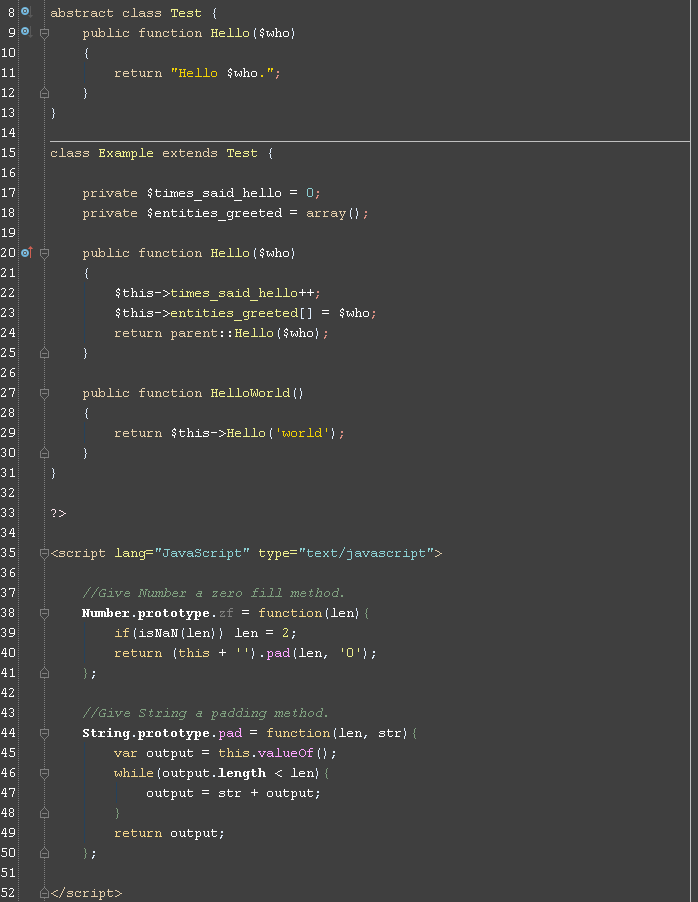 8 abstract class Test {
9     public function Hello($who)
10     {
11         return "Hello $who.";
12     }
13 }
14
15 class Example extends Test {
16
17     private $times_said_hello = 0;
18     private $entities_greeted = array();
19
20     public function Hello($who)
21     {
22         $this->times_said_hello++;
23         $this->entities_greeted[] = $who;
24         return parent::Hello($who);
25     }
26
27     public function HelloWorld()
28     {
29         return $this->Hello('world');
30     }
31 }
32
33 ?>
34
35 <script lang="JavaScript" type="text/javascript">
36
37     //Give Number a zero fill method.
38     Number.prototype.zf = function(len){
39         if(isNaN(len)) len = 2;
40         return (this + '').pad(len, '0');
41     };
42
43     //Give String a padding method.
44     String.prototype.pad = function(len, str){
45         var output = this.valueOf();
46         while(output.length < len){
47             output = str + output;
48         }
49         return output;
50     };
51
52 </script>